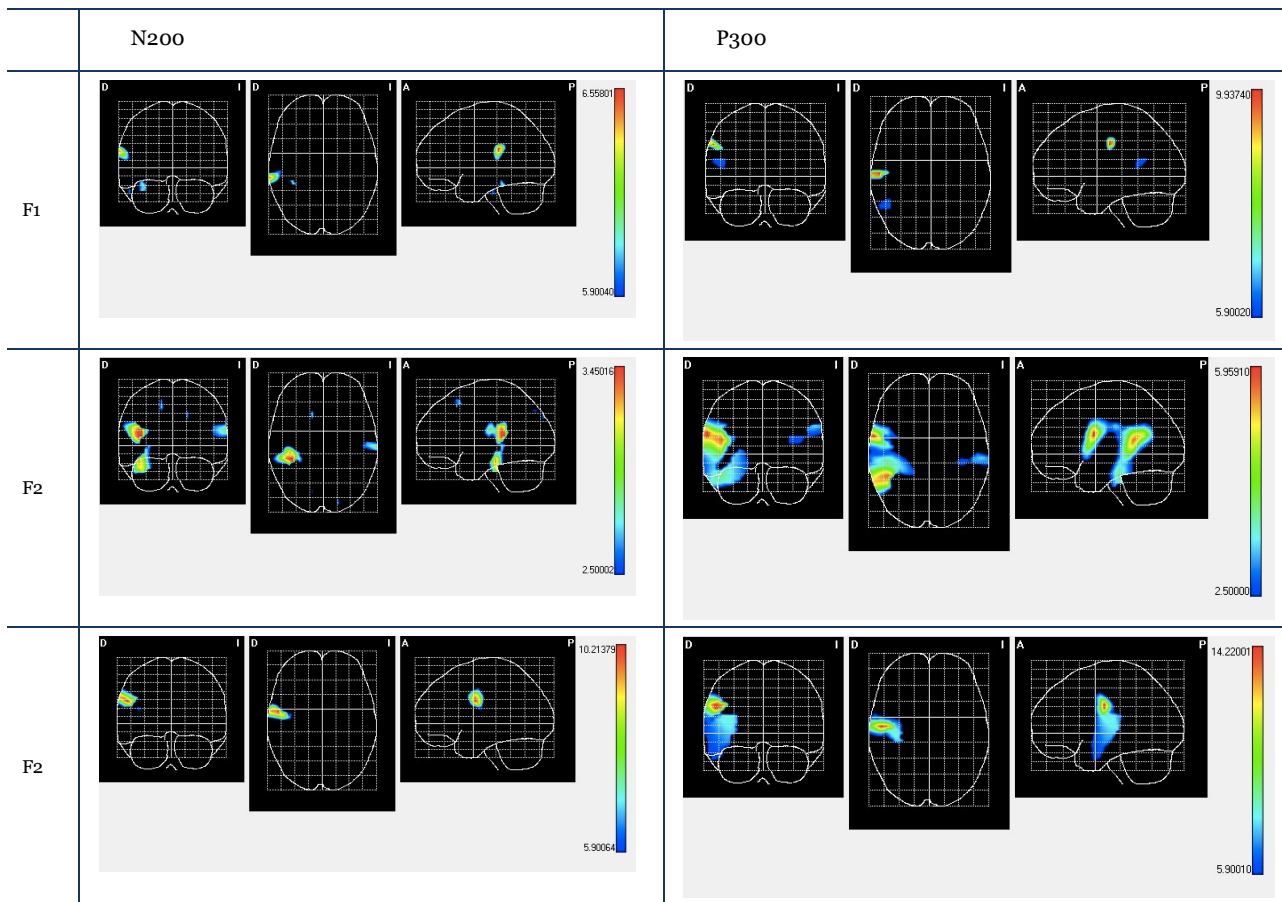 N200 P300
F1
D I D I A P 6.55801 5.90040
D I D I A P 9.93740 5.90020
F2
D I D I A P 3.45016 2.50002
D I D I A P 5.95910 2.50000
F2
D I D I A P 10.21379 5.90064
D I D I A P 14.22001 5.90010